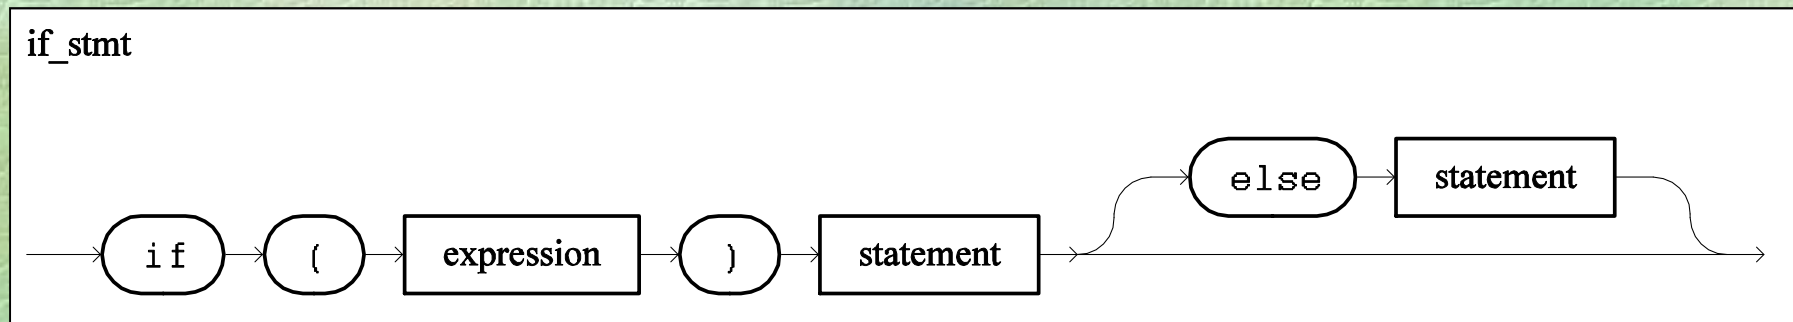 if_stmt
else statement
if ( expression ) statement